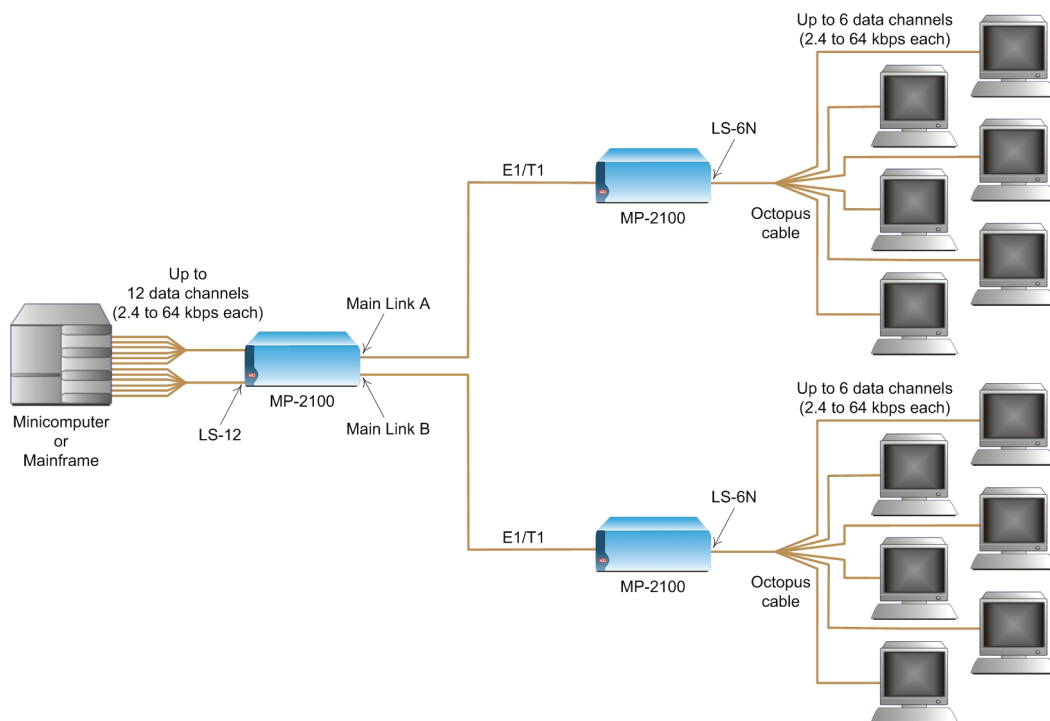 Up to 6 data channels
(2.4 to 64 kbps each)
LS-6N
E1/T1
MP-2100
Octopus
cable
Up to
12 data channels
(2.4 to 64 kbps each)
Main Link A
MP-2100
Main Link B
LS-12
Minicomputer
or
Mainframe
Up to 6 data channels
(2.4 to 64 kbps each)
LS-6N
E1/T1
MP-2100
Octopus
cable